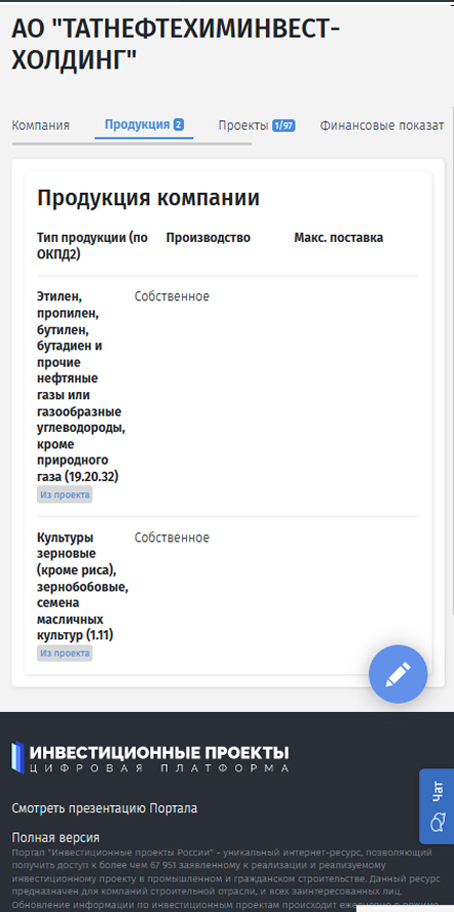 АО "ТАТНЕФТЕХИМИНВЕСТ-
ХОЛДИНГ"
Компания Продукция 2 Проекты 1/97 Финансовые показат
Продукция компании
Тип продукции (по ОКПД2) Производство Макс. поставка
Этилен, Собственное
пропилен,
бутилен,
бутадиен и
прочие
нефтяные
газы или
газообразные
углеводороды,
кроме
природного
газа (19.20.32)
Из проекта
Культуры Собственное
зерновые
(кроме риса),
зернобобовые,
семена
масличных
культур (1.11)
Из проекта
ИНВЕСТИЦИОННЫЕ ПРОЕКТЫ
ЦИФРОВАЯ ПЛАТФОРМА
Чат
Смотреть презентацию Портала
Полная версия
Портал "Инвестиционные проекты России" - уникальный интернет-ресурс, позволяющий
получить доступ к более чем 67 951 заявленному к реализации и реализуемому
инвестиционному проекту в промышленном и гражданском строительстве. Данный ресурс
предназначен для компаний строительной отрасли, и всех заинтересованных лиц.
Обновление информации по инвестиционным проектам происходит ежедневно в режиме